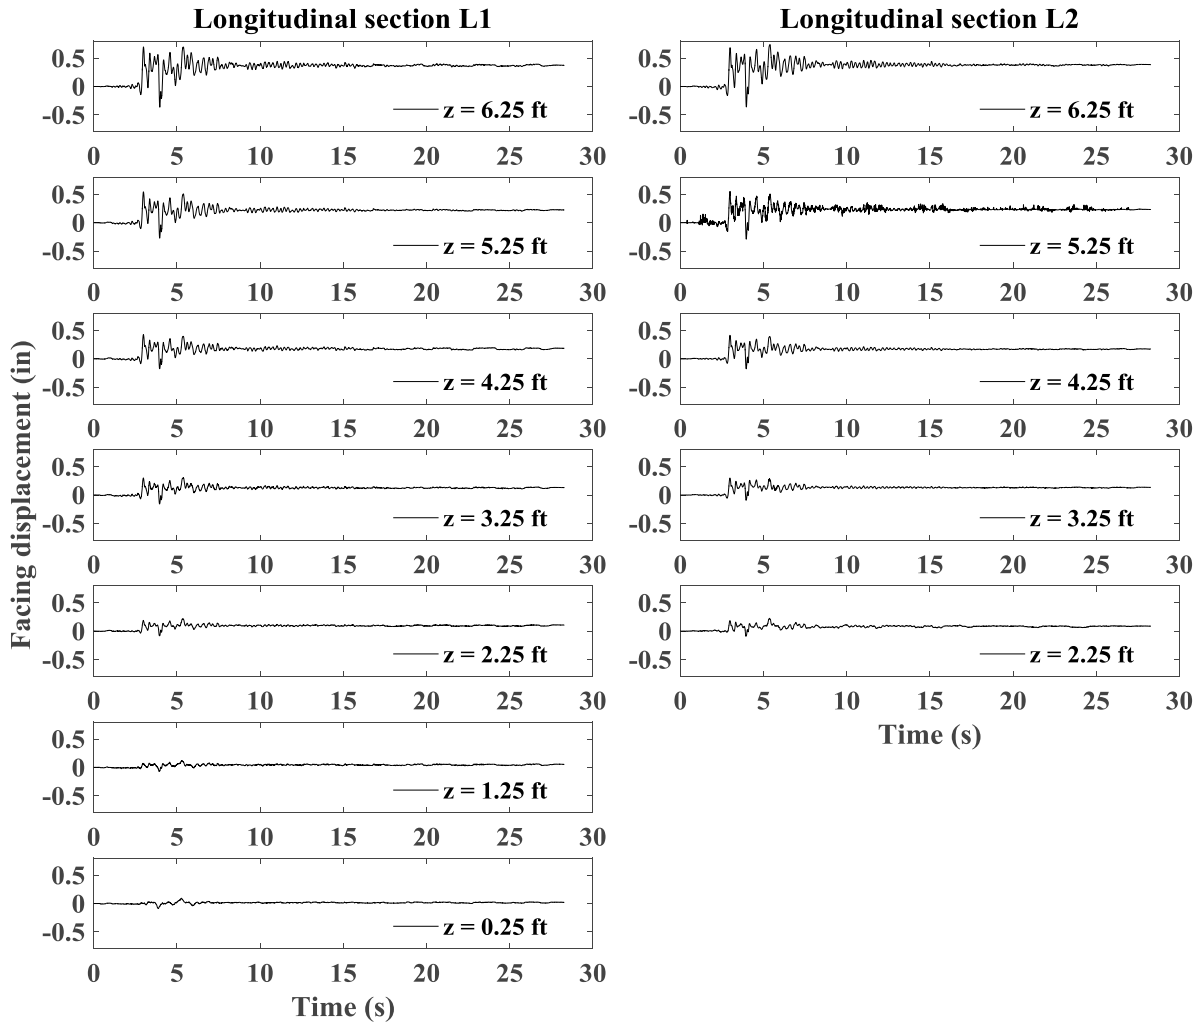 Longitudinal section L1
0.5
0
-0.5
z = 6.25 ft
0 5 10 15 20 25 30
0.5
0
-0.5
z = 5.25 ft
0 5 10 15 20 25 30
0.5
0
-0.5
z = 4.25 ft
0 5 10 15 20 25 30
0.5
0
-0.5
z = 3.25 ft
0 5 10 15 20 25 30
0.5
0
-0.5
z = 2.25 ft
0 5 10 15 20 25 30
0.5
0
-0.5
z = 1.25 ft
0 5 10 15 20 25 30
0.5
0
-0.5
z = 0.25 ft
0 5 10 15 20 25 30
Time (s)
Facing displacement (in)
Longitudinal section L2
0.5
0
-0.5
z = 6.25 ft
0 5 10 15 20 25 30
0.5
0
-0.5
z = 5.25 ft
0 5 10 15 20 25 30
0.5
0
-0.5
z = 4.25 ft
0 5 10 15 20 25 30
0.5
0
-0.5
z = 3.25 ft
0 5 10 15 20 25 30
0.5
0
-0.5
z = 2.25 ft
0 5 10 15 20 25 30
Time (s)